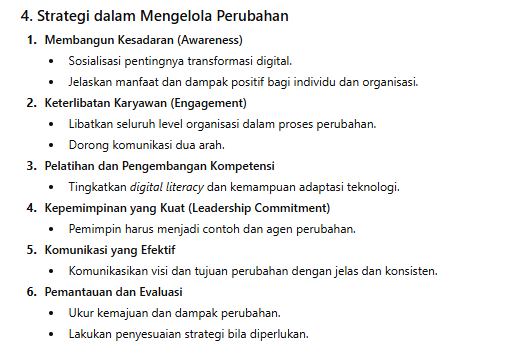 4. Strategi dalam Mengelola Perubahan
1. Membangun Kesadaran (Awareness)
• Sosialisasi pentingnya transformasi digital.
• Jelaskan manfaat dan dampak positif bagi individu dan organisasi.
2. Keterlibatan Karyawan (Engagement)
• Libatkan seluruh level organisasi dalam proses perubahan.
• Dorong komunikasi dua arah.
3. Pelatihan dan Pengembangan Kompetensi
• Tingkatkan digital literacy dan kemampuan adaptasi teknologi.
4. Kepemimpinan yang Kuat (Leadership Commitment)
• Pemimpin harus menjadi contoh dan agen perubahan.
5. Komunikasi yang Efektif
• Komunikasikan visi dan tujuan perubahan dengan jelas dan konsisten.
6. Pemantauan dan Evaluasi
• Ukur kemajuan dan dampak perubahan.
• Lakukan penyesuaian strategi bila diperlukan.